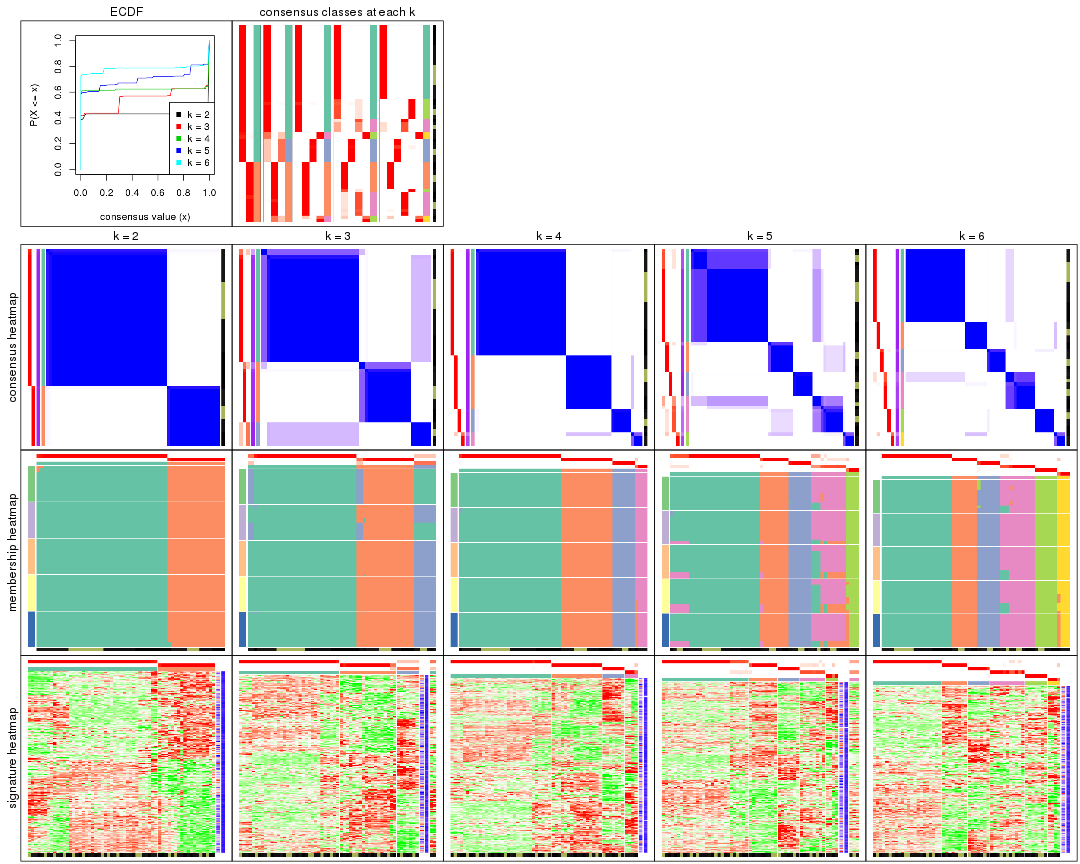 ECDF
consensus classes at each k
P(X <= x)
1.0
0.8
0.6
0.4
0.2
0.0
k = 2
k = 3
k = 4
k = 5
k = 6
0.0 0.2 0.4 0.6 0.8 1.0
consensus value (x)
k = 2
k = 3
k = 4
k = 5
k = 6
consensus heatmap
membership heatmap
signature heatmap